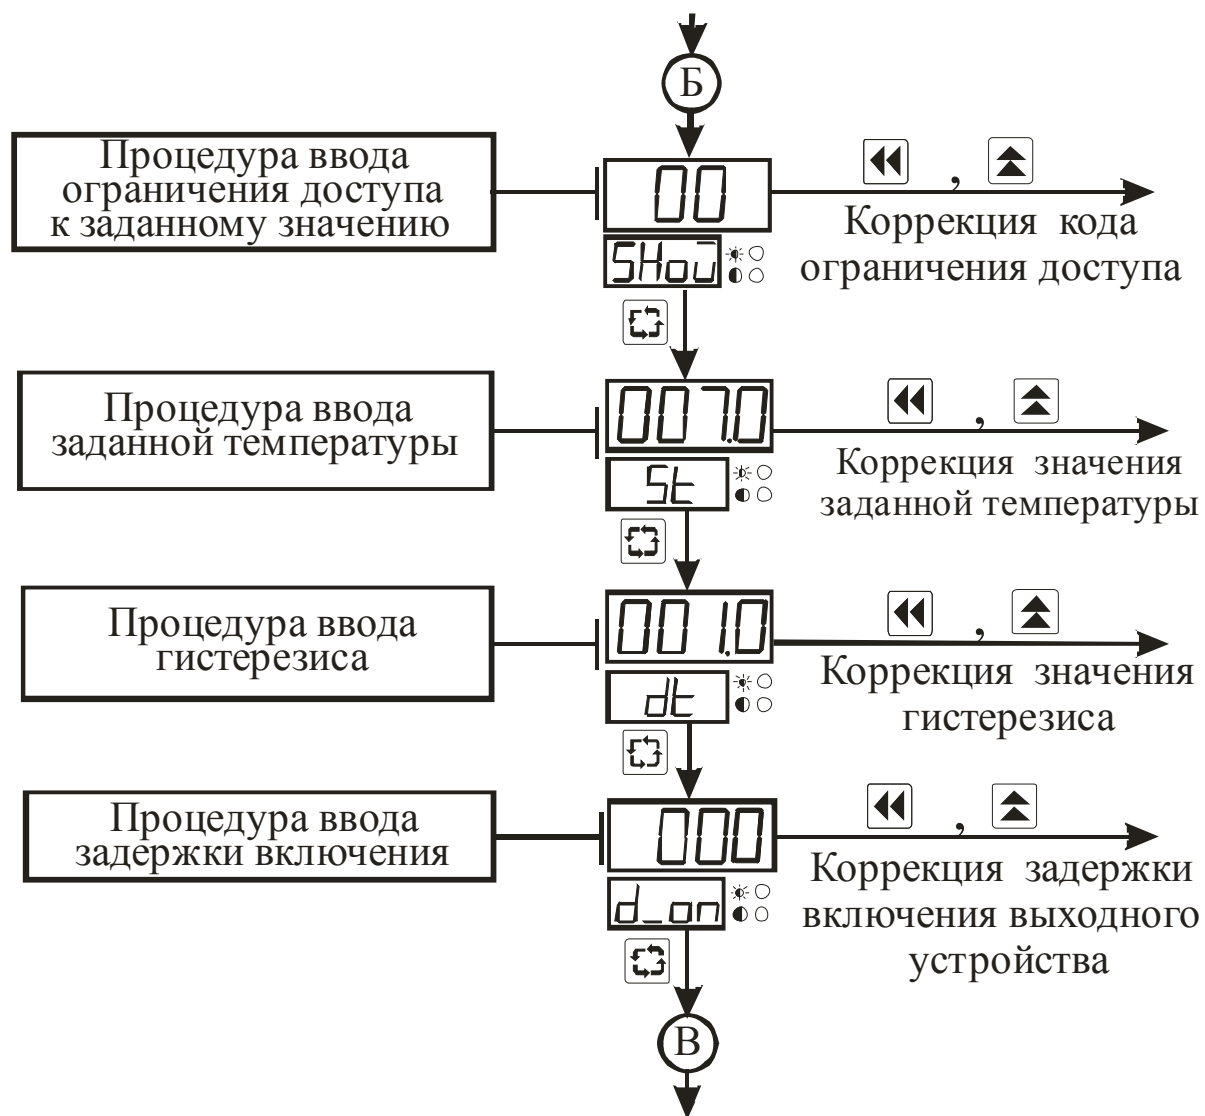 Б
Процедура ввода
ограничения доступа
к заданному значению
00
SHow
,
Коррекция кода
ограничения доступа
Процедура ввода
заданной температуры
007.0
St
,
Коррекция значения
заданной температуры
Процедура ввода
гистерезиса
001.0
dt
,
Коррекция значения
гистерезиса
Процедура ввода
задержки включения
000
d_on
,
Коррекция задержки
включения выходного
устройства
В